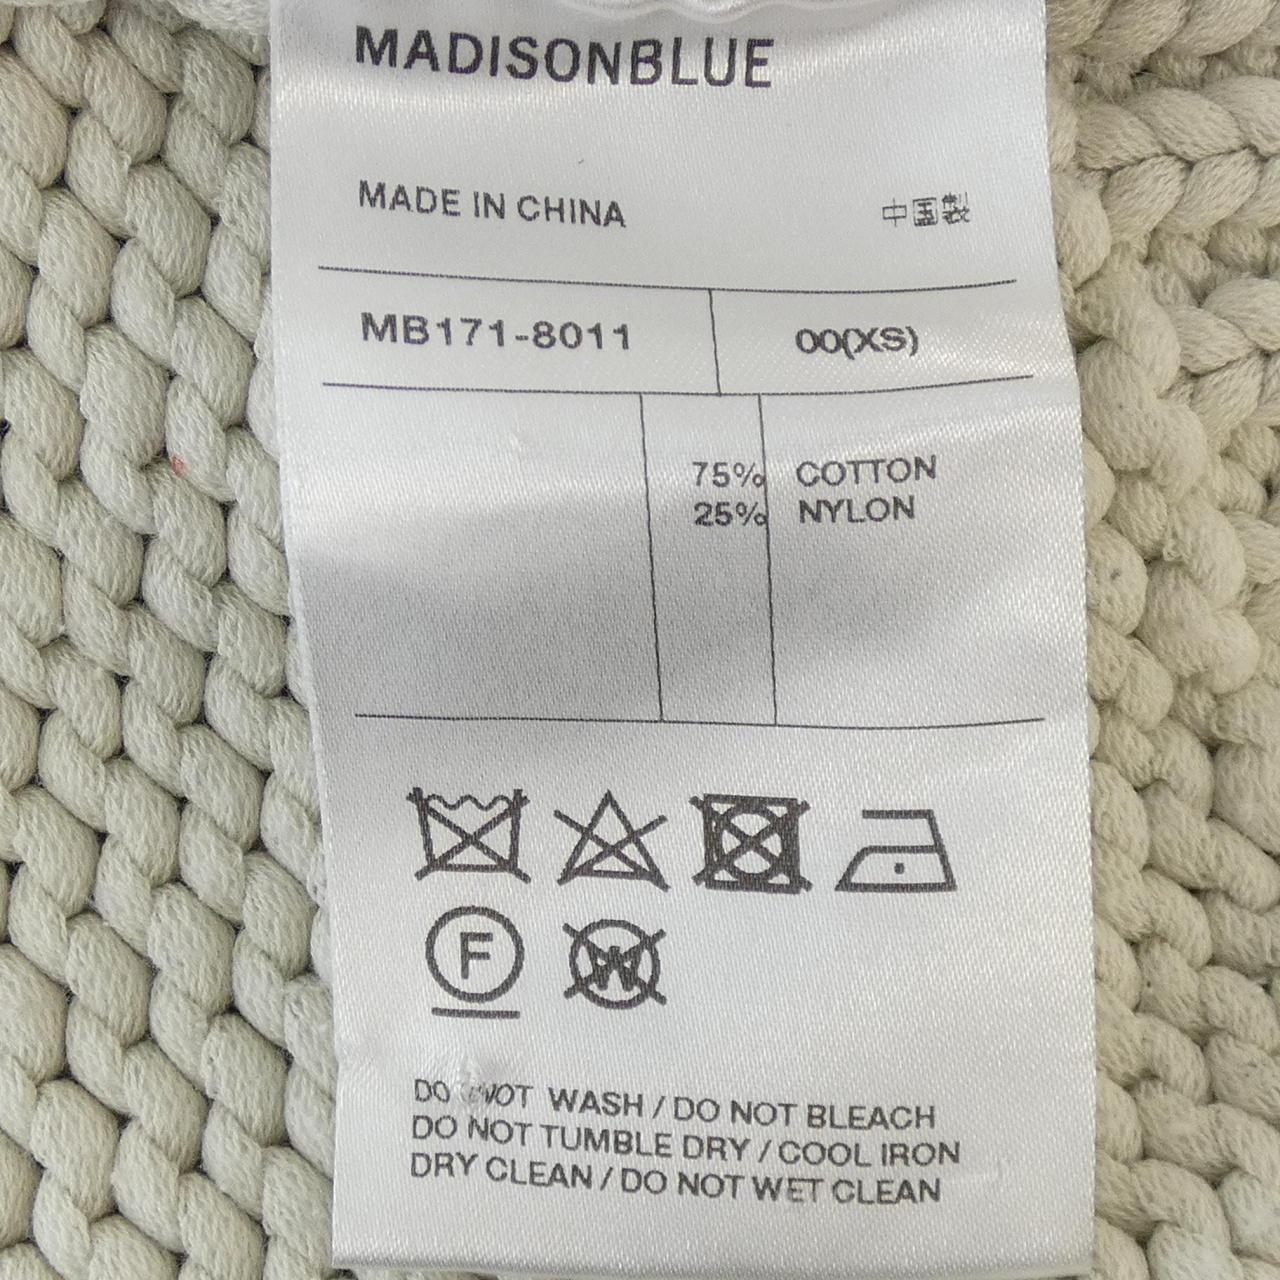 MADISONBLUE
MADE IN CHINA 中国製
MB171-8011 00(XS)
75% COTTON
25% NYLON
F W
DO NOT WASH / DO NOT BLEACH
DO NOT TUMBLE DRY / COOL IRON
DRY CLEAN / DO NOT WET CLEAN